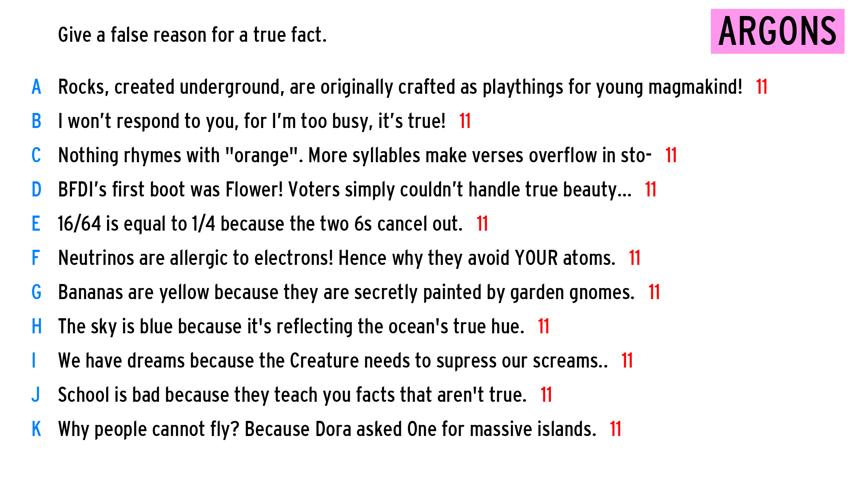 Give a false reason for a true fact.
ARGONS
A Rocks, created underground, are originally crafted as playthings for young magmakind! 11
B I won’t respond to you, for I’m too busy, it’s true! 11
C Nothing rhymes with "orange". More syllables make verses overflow in sto- 11
D BFDI’s first boot was Flower! Voters simply couldn’t handle true beauty... 11
E 16/64 is equal to 1/4 because the two 6s cancel out. 11
F Neutrinos are allergic to electrons! Hence why they avoid YOUR atoms. 11
G Bananas are yellow because they are secretly painted by garden gnomes. 11
H The sky is blue because it's reflecting the ocean's true hue. 11
I We have dreams because the Creature needs to supress our screams.. 11
J School is bad because they teach you facts that aren't true. 11
K Why people cannot fly? Because Dora asked One for massive islands. 11